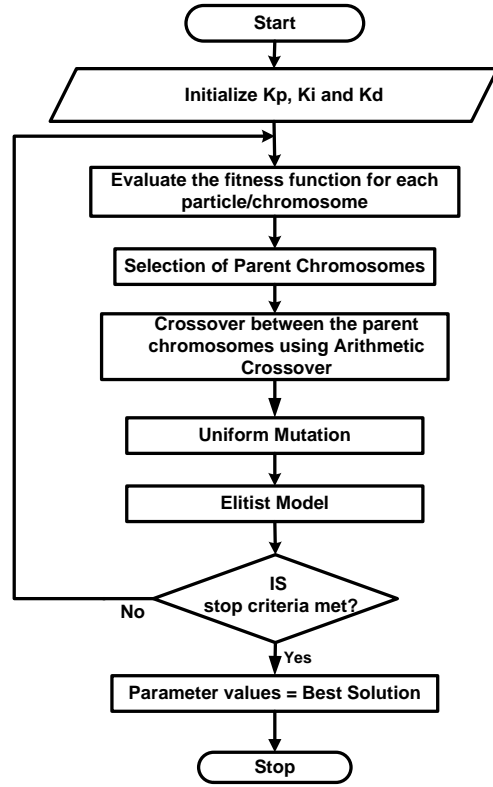 Start
Initialize Kp, Ki and Kd
Evaluate the fitness function for each
particle/chromosome
Selection of Parent Chromosomes
Crossover between the parent
chromosomes using Arithmetic
Crossover
Uniform Mutation
Elitist Model
IS
stop criteria met?
No
Yes
Parameter values = Best Solution
Stop